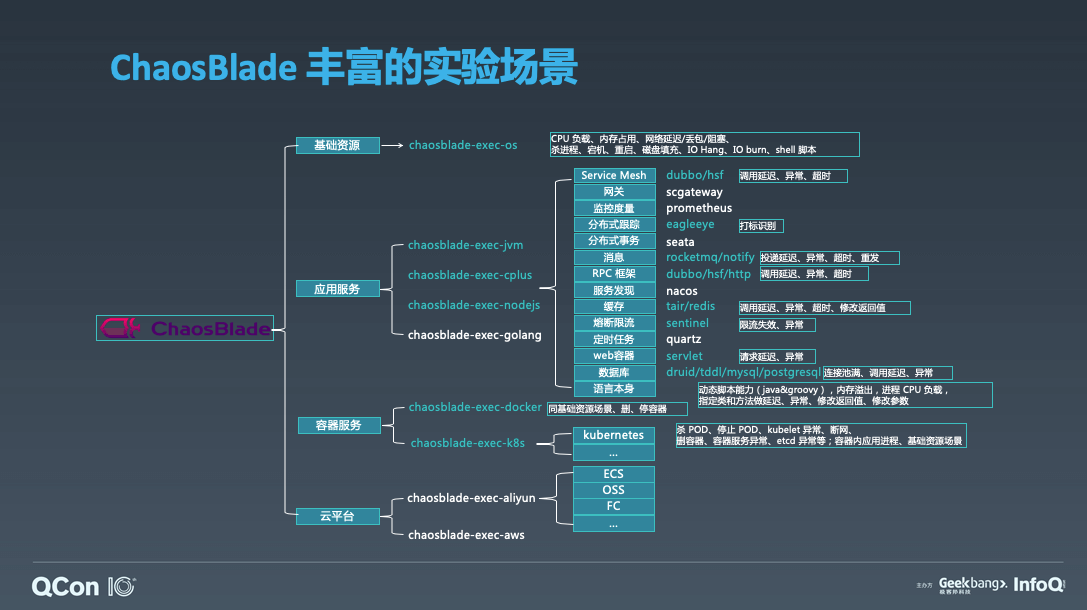 ChaosBlade 丰富的实验场景
基础资源
chaosblade-exec-os
CPU 负载、内存占用、网络延迟/丢包/阻塞、
杀进程、宕机、重启、磁盘填充、IO Hang、IO burn、shell 脚本
Service Mesh dubbo/hsf 调用延迟、异常、超时
网关 scgateway
监控度量 prometheus
分布式跟踪 eagleeye 打标识别
分布式事务 seata
消息 rocketmq/notify 投递延迟、异常、超时、重发
RPC 框架 dubbo/hsf/http 调用延迟、异常、超时
服务发现 nacos
缓存 tair/redis 调用延迟、异常、超时、修改返回值
熔断限流 sentinel 限流失效、异常
定时任务 quartz
web容器 servlet 请求延迟、异常
数据库 druid/tddl/mysql/postgresql 连接池满、调用延迟、异常
语言本身
动态脚本能力（java&groovy），内存溢出，进程 CPU 负载，
指定类和方法做延迟、异常、修改返回值、修改参数
应用服务
chaosblade-exec-jvm
chaosblade-exec-cplus
chaosblade-exec-nodejs
chaosblade-exec-golang
ChaosBlade
容器服务
chaosblade-exec-docker 同基础资源场景、删、停容器
chaosblade-exec-k8s
kubernetes
...
杀 POD、停止 POD、kubelet 异常、断网、
删容器、容器服务异常、etcd 异常等；容器内应用进程、基础资源场景
云平台
chaosblade-exec-aliyun
ECS
OSS
FC
...
chaosblade-exec-aws
QCon 10
主办方 Geekbang>. InfoQ
极客邦科技